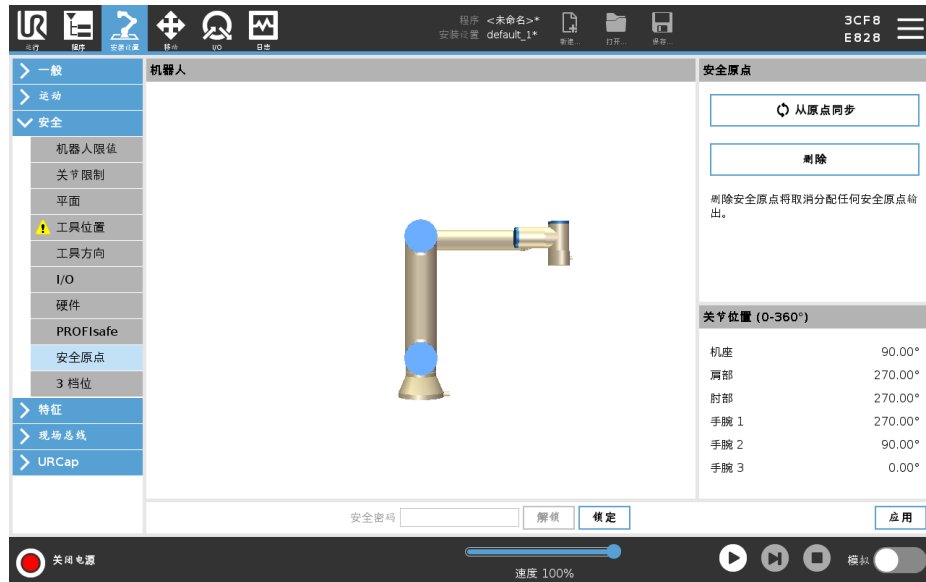 UR
运行
程序
安装设置
移动
I/O
日志
程序 <未命名>*
安装设置 default_1*
新建...
打开...
保存...
3CF8
E828
一般
运动
安全
机器人限值
关节限制
平面
工具位置
工具方向
I/O
硬件
PROFIsafe
安全原点
3 档位
特征
现场总线
URCap
机器人
安全原点
从原点同步
删除
删除安全原点将取消分配任何安全原点输
出。
关节位置 (0-360°)
机座 90.00°
肩部 270.00°
肘部 270.00°
手腕 1 270.00°
手腕 2 90.00°
手腕 3 0.00°
安全密码
解锁
锁定
应用
关闭电源
速度 100%
模拟